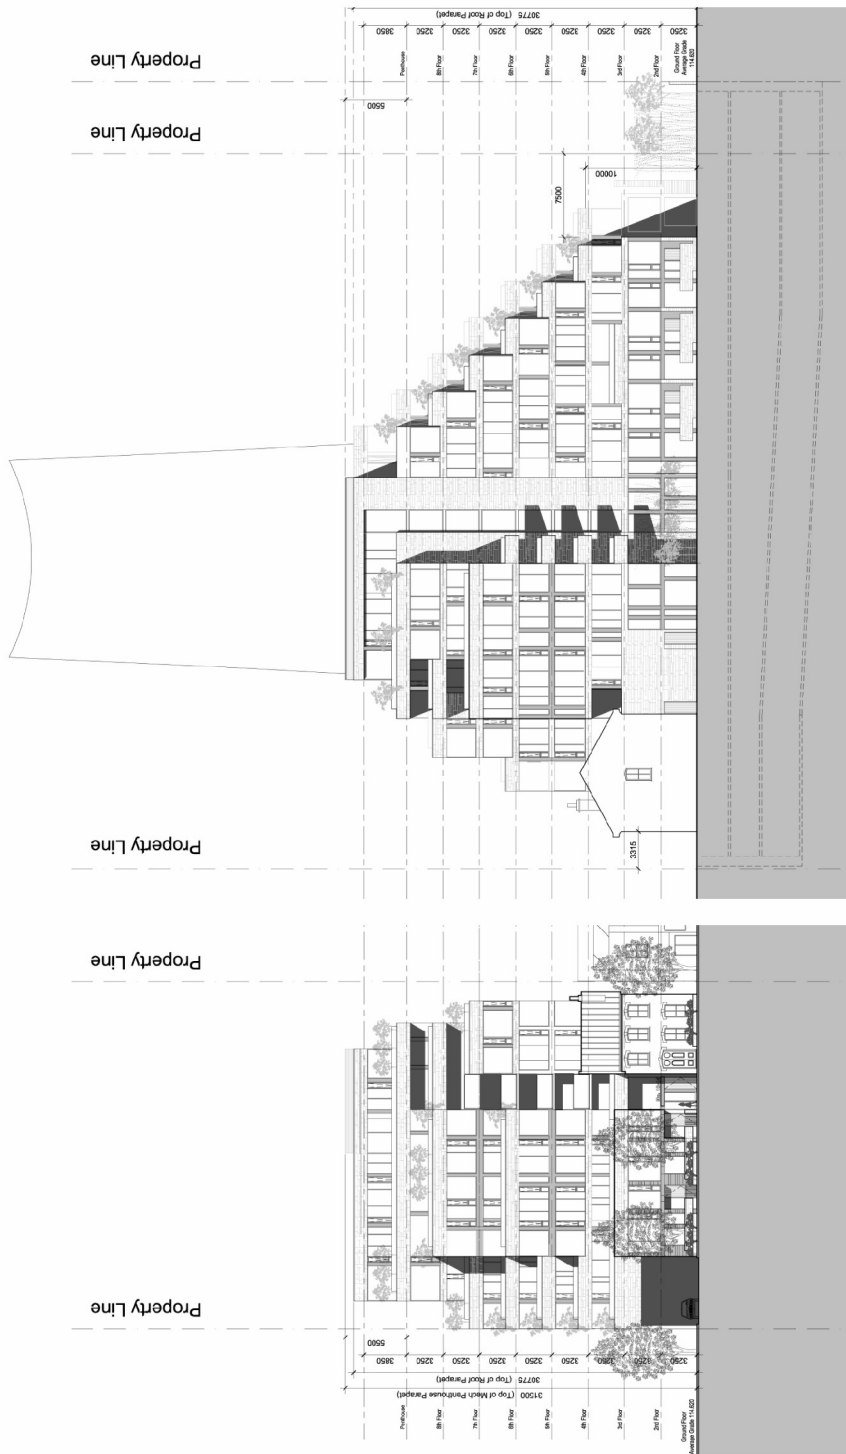 30775 (Top of Roof Parapet)
3850
3250
3250
3250
3250
3250
3250
3250
3250
Penthouse
8th Floor
7th Floor
6th Floor
5th Floor
4th Floor
3rd Floor
2nd Floor
Ground Floor
Average Grade
114.820
Property Line
Property Line
5500
7500
10000
Property Line
3315
Property Line
Property Line
5500
3850
3250
3250
3250
3250
3250
3250
3250
3250
30775 (Top of Roof Parapet)
31500 (Top of Mech Penthouse Parapet)
Penthouse
8th Floor
7th Floor
6th Floor
5th Floor
4th Floor
3rd Floor
2nd Floor
Ground Floor
Average Grade 114.820